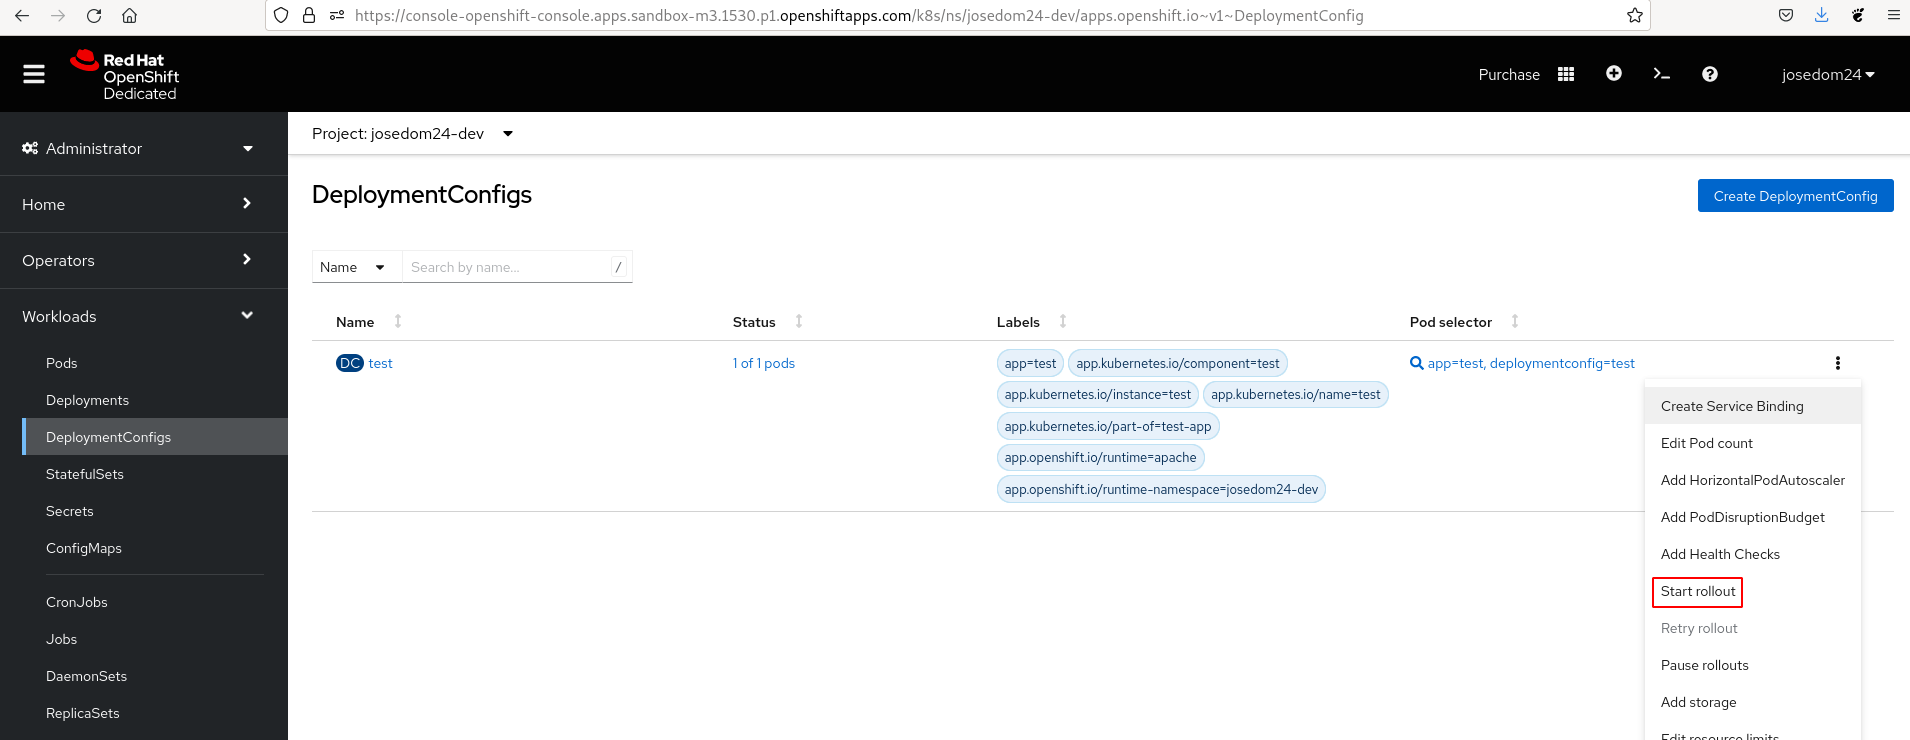 https://console-openshift-console.apps.sandbox-m3.1530.p1.openshiftapps.com/k8s/ns/josedom24-dev/apps.openshift.io~v1~DeploymentConfig
Red Hat
OpenShift
Dedicated
Purchase
josedom24
Administrator
Home
Operators
Workloads
Pods
Deployments
DeploymentConfigs
StatefulSets
Secrets
ConfigMaps
CronJobs
Jobs
DaemonSets
ReplicaSets
Project: josedom24-dev
DeploymentConfigs
Create DeploymentConfig
Name Search by name... /
Name Status Labels Pod selector
DC test 1 of 1 pods app=test app.kubernetes.io/component=test app=test, deploymentconfig=test
app.kubernetes.io/instance=test app.kubernetes.io/name=test
app.kubernetes.io/part-of=test-app
app.openshift.io/runtime=apache
app.openshift.io/runtime-namespace=josedom24-dev
Create Service Binding
Edit Pod count
Add HorizontalPodAutoscaler
Add PodDisruptionBudget
Add Health Checks
Start rollout
Retry rollout
Pause rollouts
Add storage
Edit resource limits